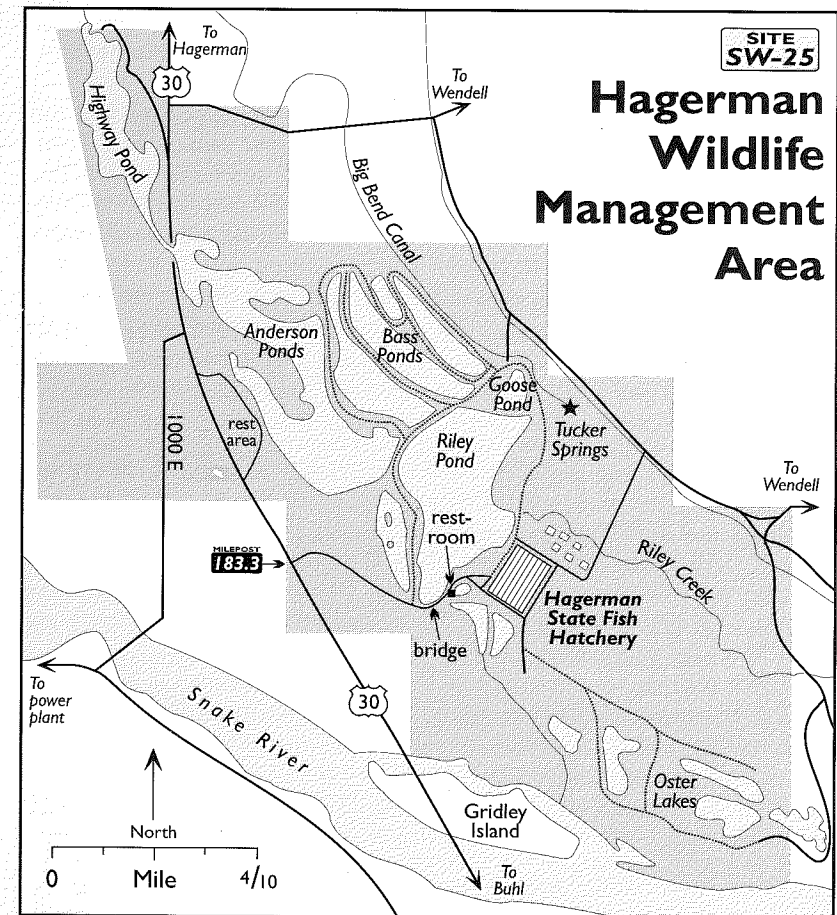 SITE
SW-25
Hagerman
Wildlife
Management
Area
To
Hagerman
30
To
Wendell
Highway Pond
Big Bend Canal
Anderson
Ponds
Bass
Ponds
Goose
Pond
Tucker
Springs
1000 E
rest
area
Riley
Pond
To
Wendell
rest-
room
MILEPOST
183.3
Riley Creek
Hagerman
State Fish
Hatchery
bridge
To
power
plant
Snake River
30
Oster
Lakes
Gridley
Island
North
0 Mile 4/10
To
Buhl